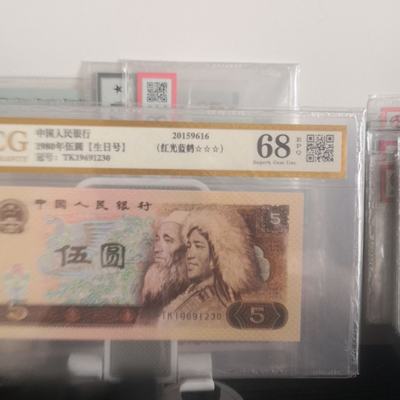 CG
中国人民银行
1980年伍圆【生日号】
冠号: TK19691230
20159616
(红光蓝鹤☆☆☆)
68
EPQ
Superb Gem Unc
中国人民银行
伍圆
5
5
TK19691230